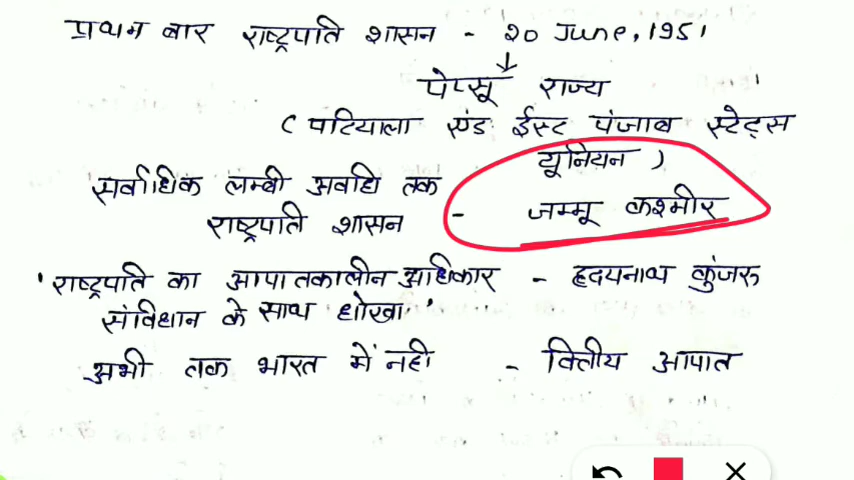 प्रथम बार राष्ट्रपति शासन - 20 June, 1951
पेप्सू राज्य
( पटियाला एंड ईस्ट पंजाब स्टेट्स
यूनियन )
सर्वाधिक लम्बी अवधि तक
राष्ट्रपति शासन - जम्मू कश्मीर
'राष्ट्रपति का आपातकालीन अधिकार - हृदयनाथ कुंजरू
संविधान के साथ धोखा'
अभी तक भारत में नही - वित्तीय आपात